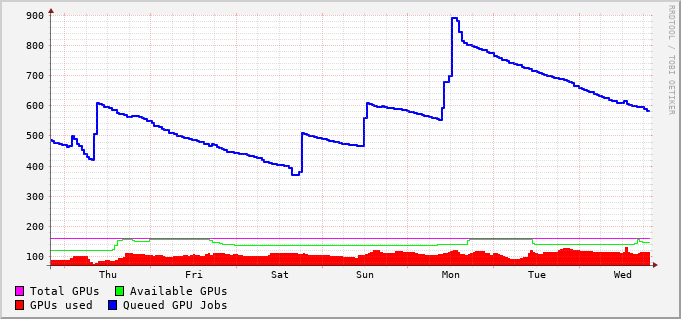 900
800
700
600
500
400
300
200
100
Thu Fri Sat Sun Mon Tue Wed
Total GPUs Available GPUs
GPUs used Queued GPU Jobs
RRDTOOL / TOBI OETIKER